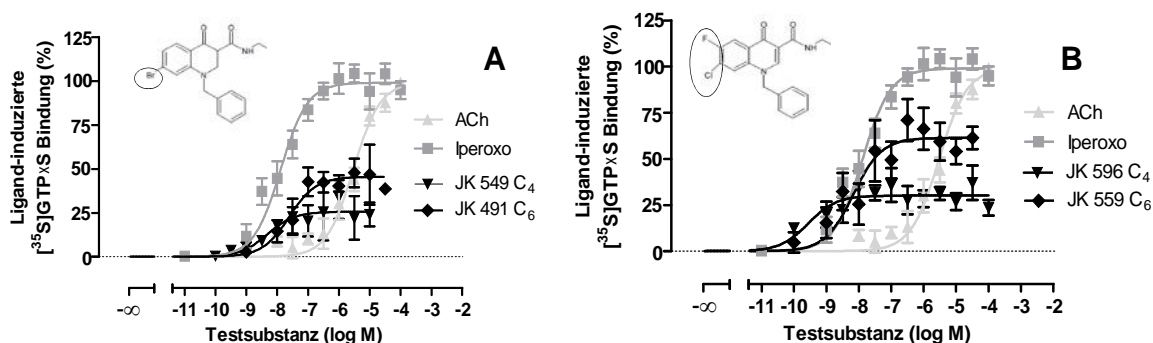 A
Ligand-induzierte
[³⁵S]GTPγS Bindung (%)
125
100
75
50
25
0
-∞ -11 -10 -9 -8 -7 -6 -5 -4 -3 -2
Testsubstanz (log M)
O O
N
H
Br
N
ACh
Iperoxo
JK 549 C₄
JK 491 C₆
B
Ligand-induzierte
[³⁵S]GTPγS Bindung (%)
125
100
75
50
25
0
-∞ -11 -10 -9 -8 -7 -6 -5 -4 -3 -2
Testsubstanz (log M)
O O
F
N
H
Cl
N
ACh
Iperoxo
JK 596 C₄
JK 559 C₆